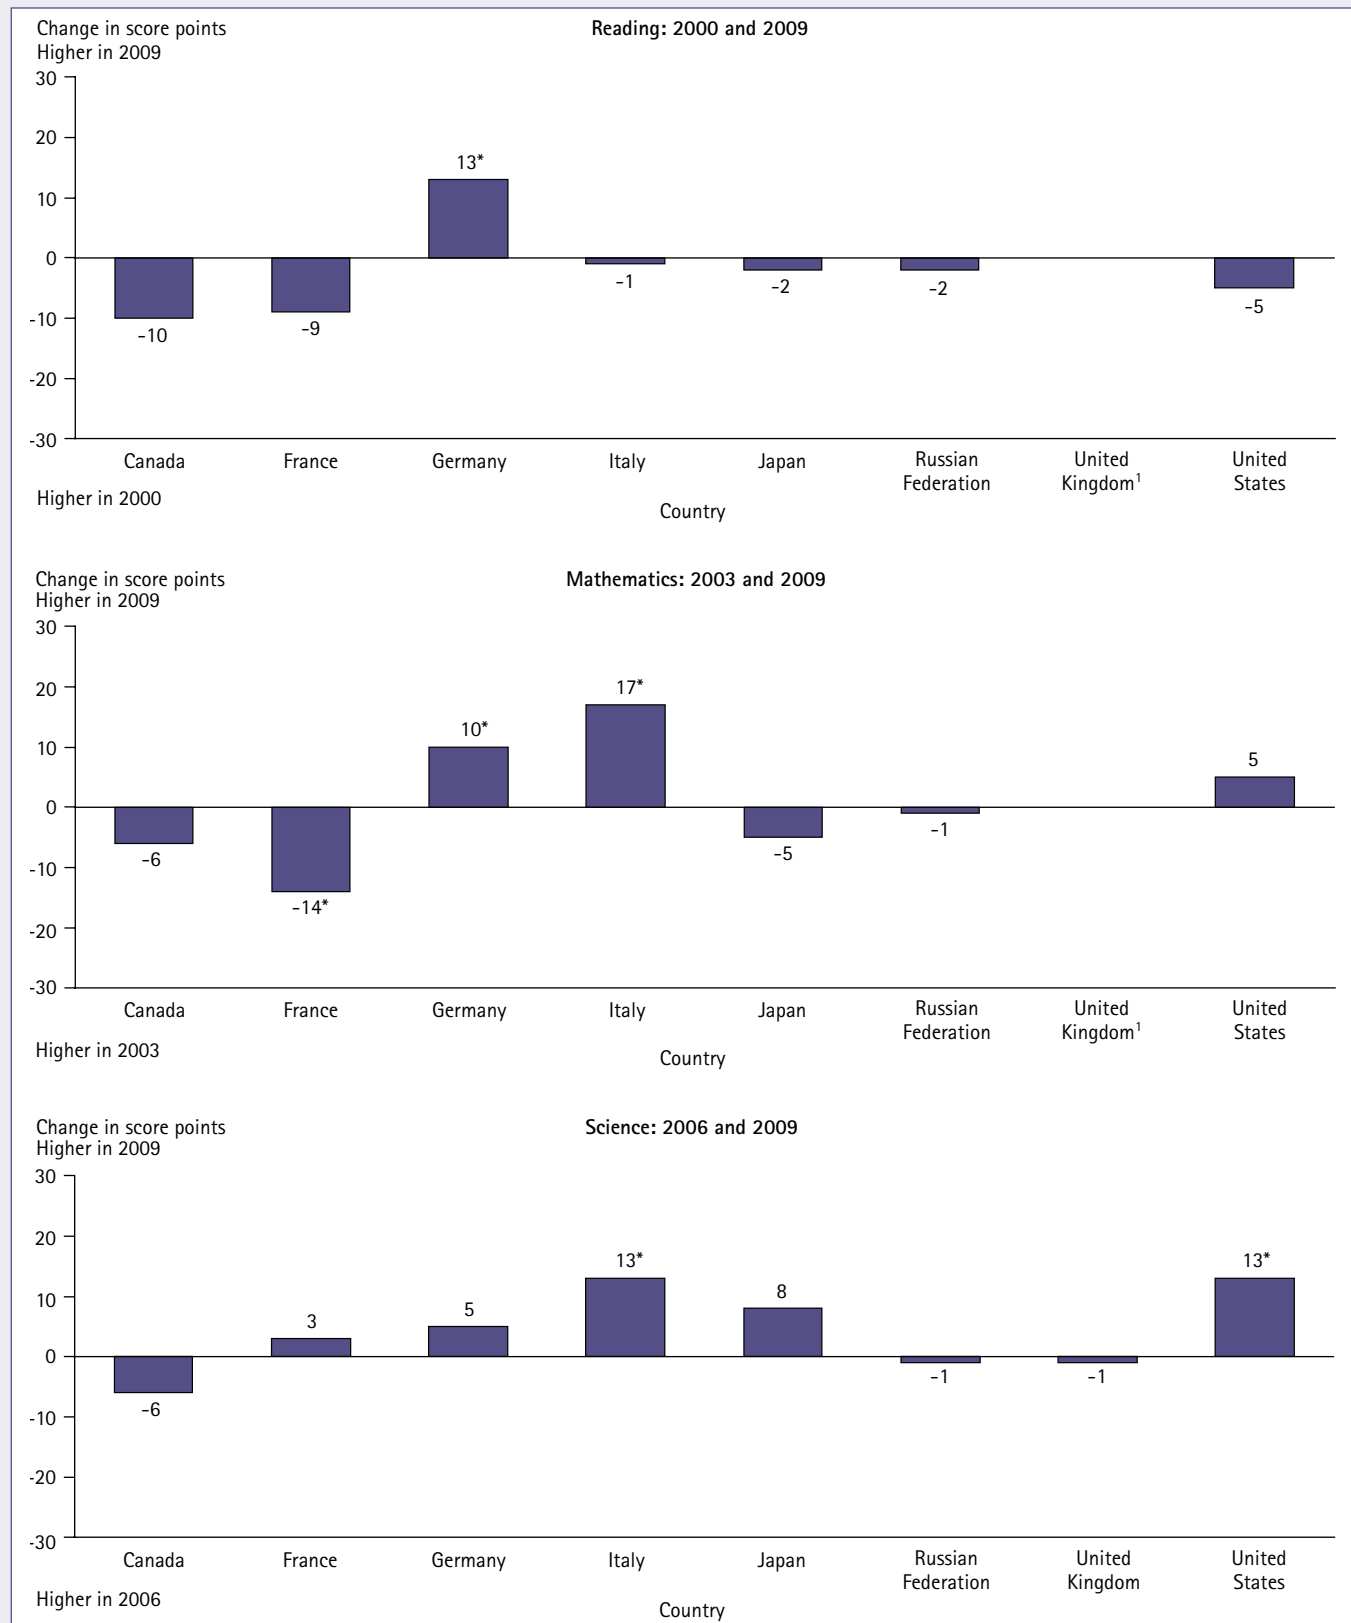 Change in score points
Reading: 2000 and 2009
Higher in 2009
30
20
10
0
-10
-20
-30
13*
-10
-9
-1
-2
-2
-5
Canada
France
Germany
Italy
Japan
Russian
Federation
United
Kingdom¹
United
States
Higher in 2000
Country
Change in score points
Mathematics: 2003 and 2009
Higher in 2009
30
20
10
0
-10
-20
-30
17*
10*
5
-6
-14*
-5
-1
Canada
France
Germany
Italy
Japan
Russian
Federation
United
Kingdom¹
United
States
Higher in 2003
Country
Change in score points
Science: 2006 and 2009
Higher in 2009
30
20
10
0
-10
-20
-30
13*
13*
8
5
3
-6
-1
-1
Canada
France
Germany
Italy
Japan
Russian
Federation
United
Kingdom
United
States
Higher in 2006
Country